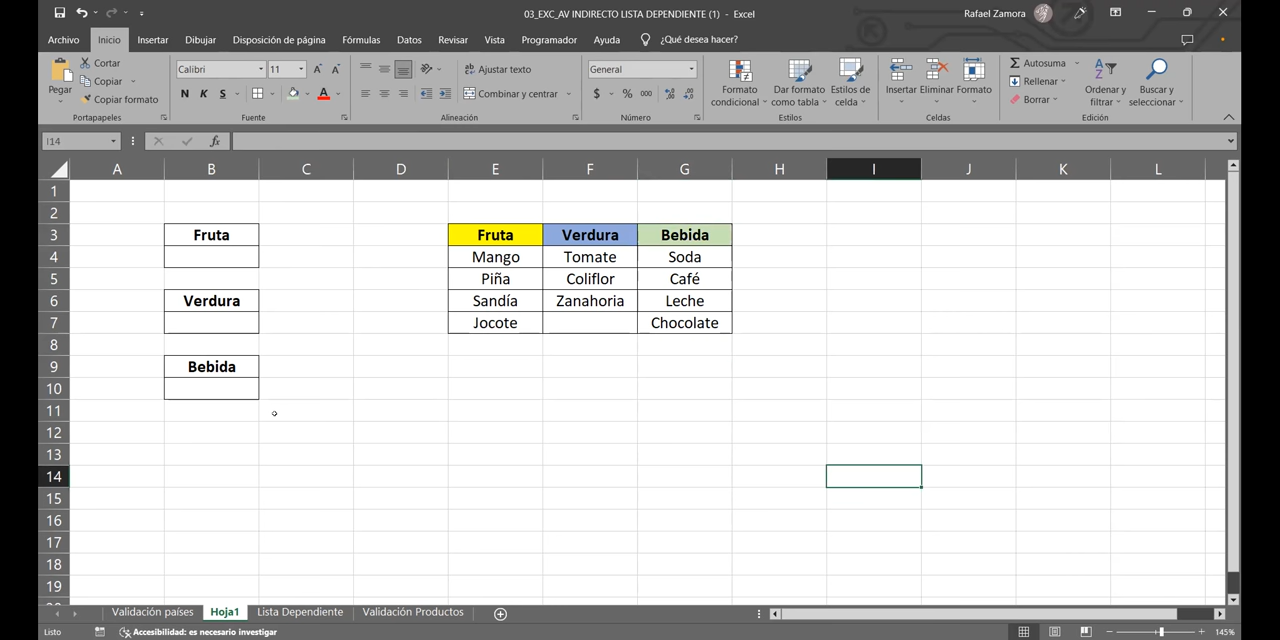 03_EXC_AV INDIRECTO LISTA DEPENDIENTE (1) - Excel
Rafael Zamora
Archivo Inicio Insertar Dibujar Disposición de página Fórmulas Datos Revisar Vista Programador Ayuda ¿Qué desea hacer?
Pegar
Cortar
Copiar
Copiar formato
Portapapeles
Calibri 11
N K S
Fuente
Ajustar texto
Combinar y centrar
Alineación
General
$ % 000
Número
Formato condicional
Dar formato como tabla
Estilos de celda
Estilos
Insertar Eliminar Formato
Celdas
Autosuma
Rellenar
Borrar
Ordenar y filtrar
Buscar y seleccionar
Edición
I14 fx
A B C D E F G H I J K L
1
2
3 Fruta Fruta Verdura Bebida
4 Mango Tomate Soda
5 Piña Coliflor Café
6 Verdura Sandía Zanahoria Leche
7 Jocote Chocolate
8
9 Bebida
10
11
12
13
14
15
16
17
18
19
Validación países Hoja1 Lista Dependiente Validación Productos
Listo Accesibilidad: es necesario investigar 145%